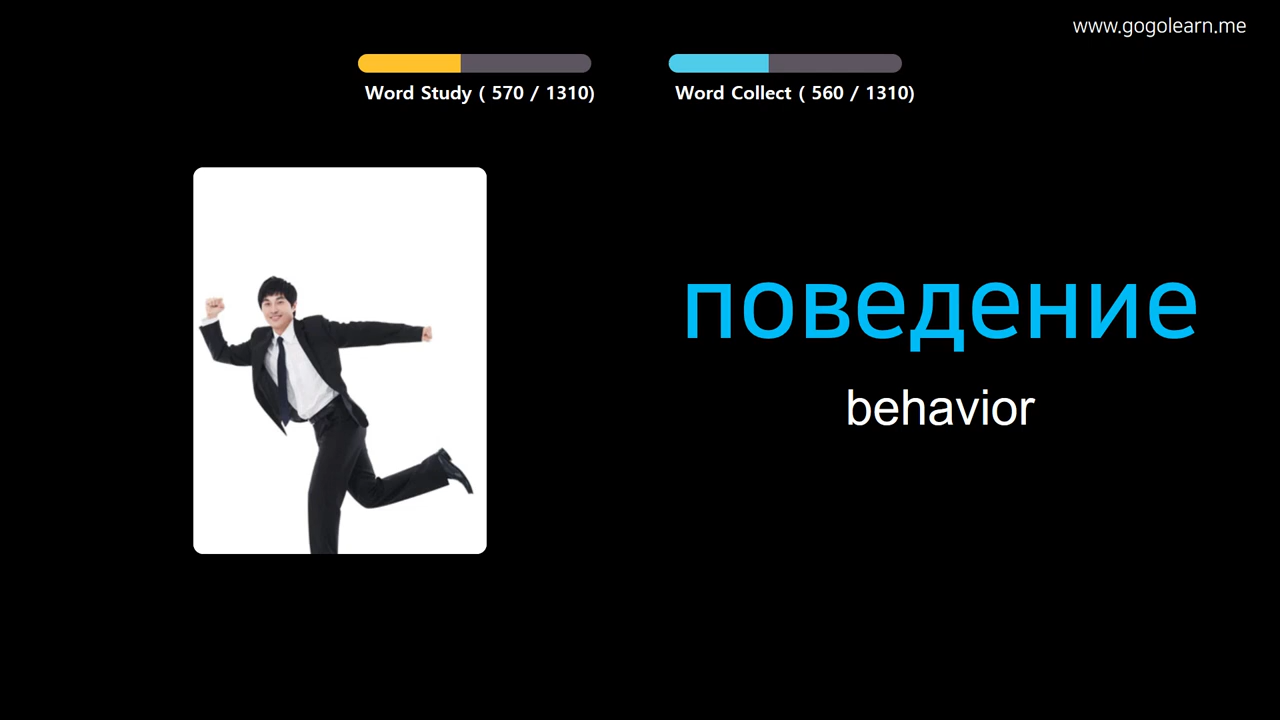 www.gogolearn.me
Word Study ( 570 / 1310)
Word Collect ( 560 / 1310)
поведение
behavior